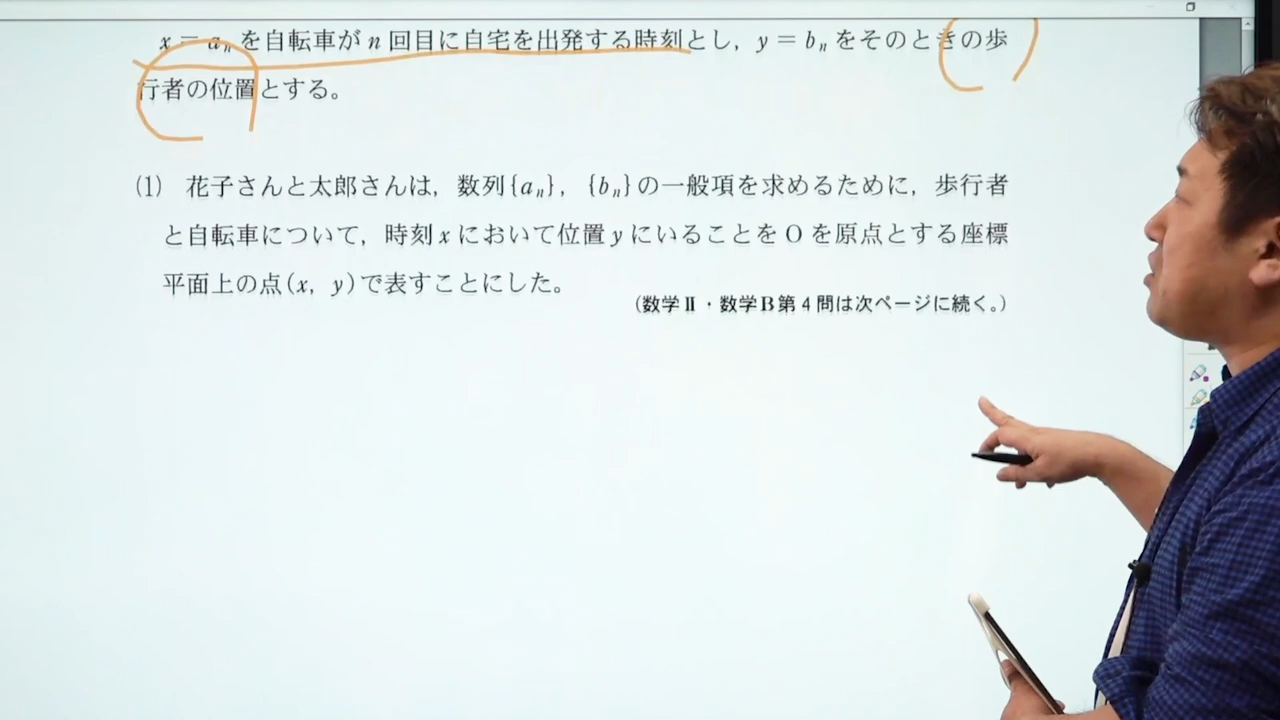 x = aₙ を自転車が n 回目に自宅を出発する時刻とし，y = bₙ をそのときの歩
行者の位置とする。
(1) 花子さんと太郎さんは，数列{aₙ}，{bₙ}の一般項を求めるために，歩行者
と自転車について，時刻 x において位置 y にいることを O を原点とする座標
平面上の点(x, y)で表すことにした。
(数学Ⅱ・数学B第4問は次ページに続く。)